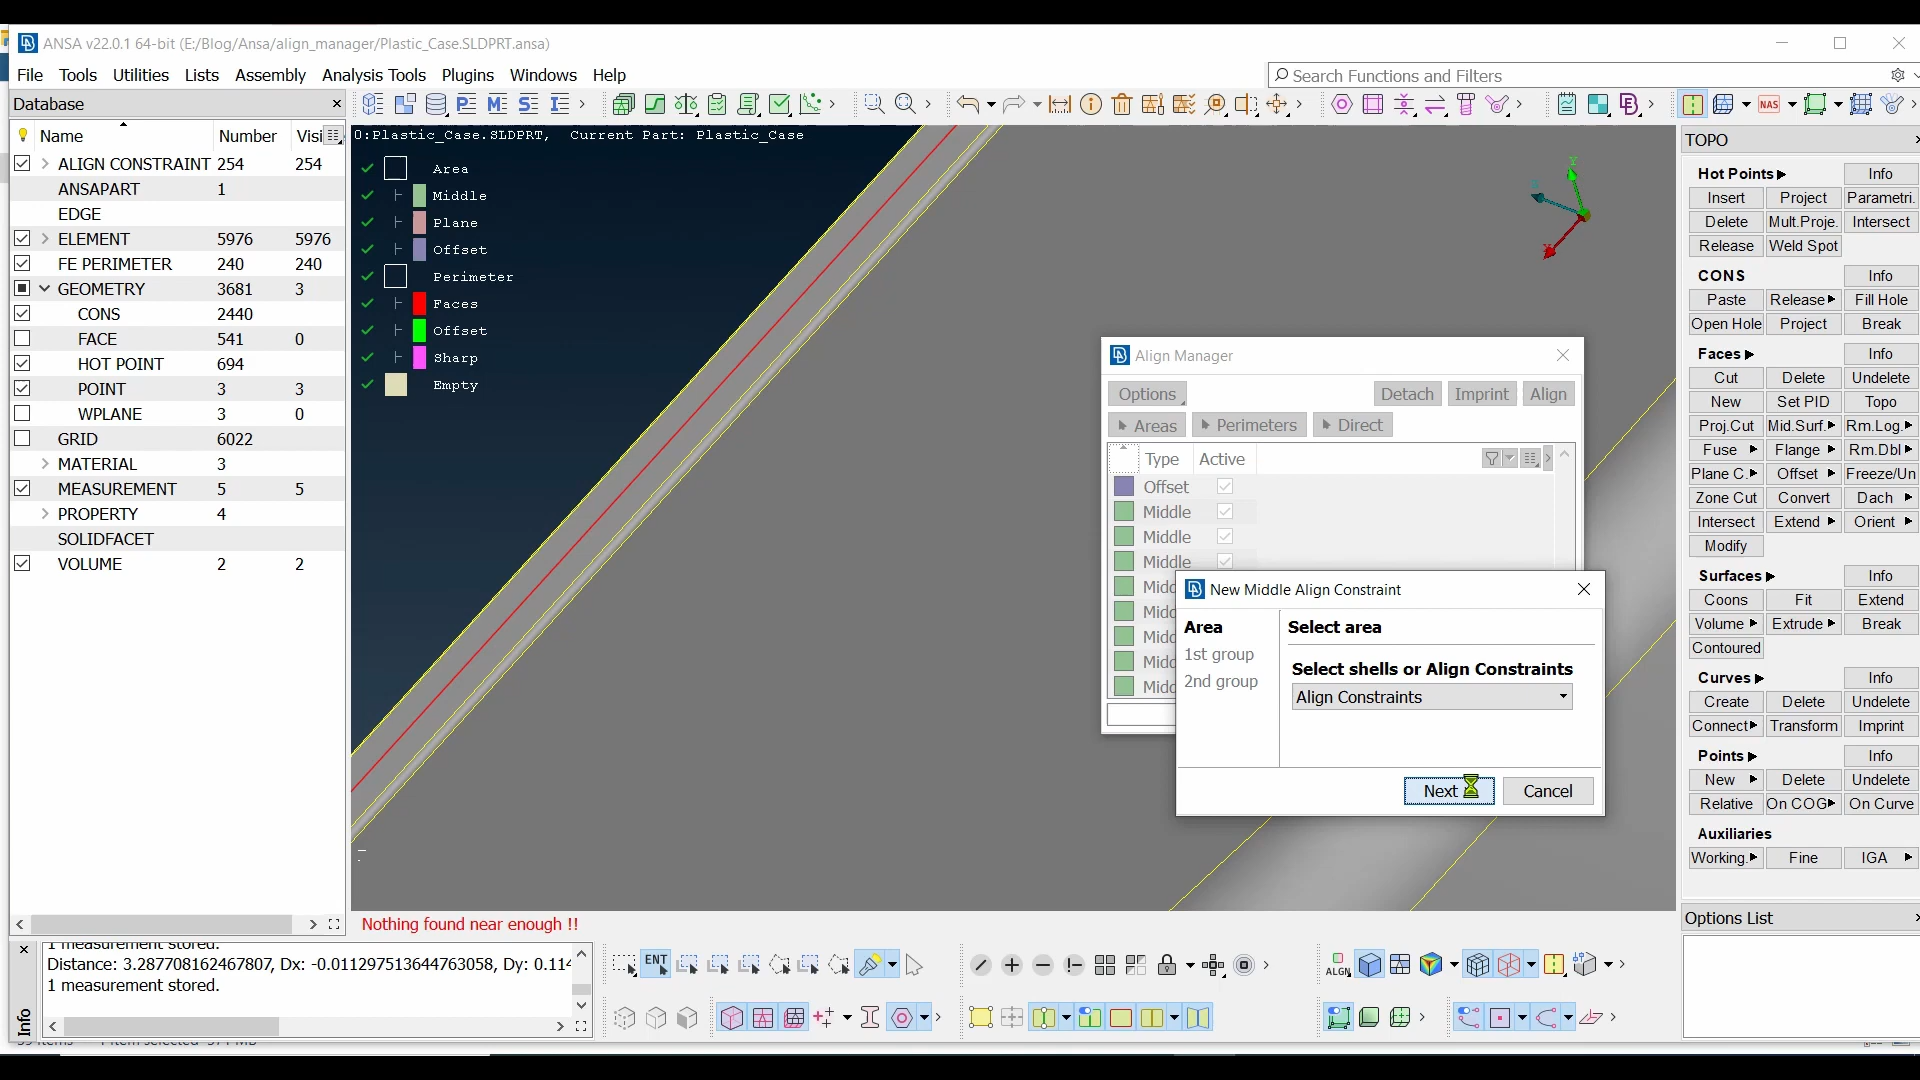 ANSA v22.0.1 64-bit (E:/Blog/Ansa/align_manager/Plastic_Case.SLDPRT.ansa)
File Tools Utilities Lists Assembly Analysis Tools Plugins Windows Help
Search Functions and Filters
Database
Name Number Visi
ALIGN CONSTRAINT 254 254
ANSAPART 1
EDGE
ELEMENT 5976 5976
FE PERIMETER 240 240
GEOMETRY 3681 3
CONS 2440
FACE 541 0
HOT POINT 694
POINT 3 3
WPLANE 3 0
GRID 6022
MATERIAL 3
MEASUREMENT 5 5
PROPERTY 4
SOLIDFACET
VOLUME 2 2
0:Plastic_Case.SLDPRT, Current Part: Plastic_Case
Area
Middle
Plane
Offset
Perimeter
Faces
Offset
Sharp
Empty
Align Manager
Options Detach Imprint Align
Areas Perimeters Direct
Type Active
Offset
Middle
Middle
Middle
Midd
Midd
Midd
Midd
Midd
New Middle Align Constraint
Area
1st group
2nd group
Select area
Select shells or Align Constraints
Align Constraints
Next Cancel
Nothing found near enough !!
Info
1 measurement stored.
Distance: 3.287708162467807, Dx: -0.011297513644763058, Dy: 0.114
1 measurement stored.
ENT
ALGN
NAS
TOPO
Hot Points Info
Insert Project Parametri.
Delete Mult.Proje. Intersect
Release Weld Spot
CONS Info
Paste Release Fill Hole
Open Hole Project Break
Faces Info
Cut Delete Undelete
New Set PID Topo
Proj.Cut Mid.Surf. Rm.Log.
Fuse Flange Rm.Dbl
Plane C. Offset Freeze/Un
Zone Cut Convert Dach
Intersect Extend Orient
Modify
Surfaces Info
Coons Fit Extend
Volume Extrude Break
Contoured
Curves Info
Create Delete Undelete
Connect Transform Imprint
Points Info
New Delete Undelete
Relative On COG On Curve
Auxiliaries
Working. Fine IGA
Options List